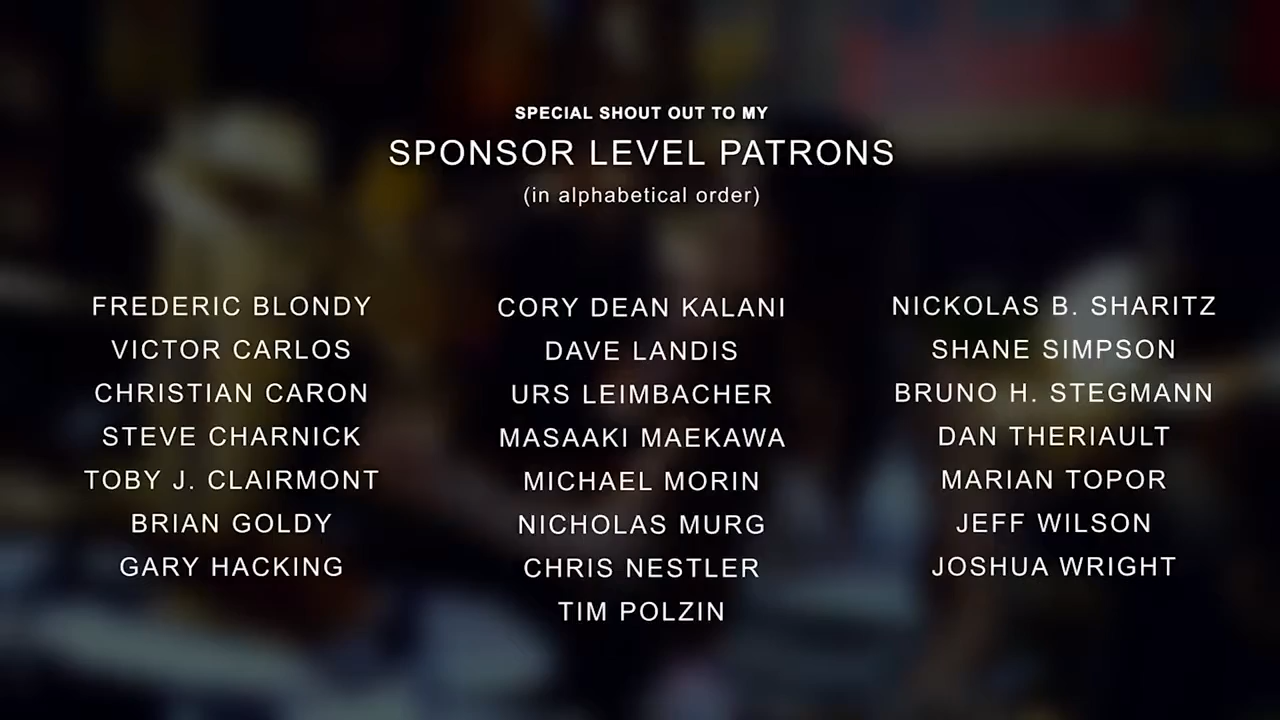 SPECIAL SHOUT OUT TO MY
SPONSOR LEVEL PATRONS
(in alphabetical order)
FREDERIC BLONDY
VICTOR CARLOS
CHRISTIAN CARON
STEVE CHARNICK
TOBY J. CLAIRMONT
BRIAN GOLDY
GARY HACKING
CORY DEAN KALANI
DAVE LANDIS
URS LEIMBACHER
MASAAKI MAEKAWA
MICHAEL MORIN
NICHOLAS MURG
CHRIS NESTLER
TIM POLZIN
NICKOLAS B. SHARITZ
SHANE SIMPSON
BRUNO H. STEGMANN
DAN THERIAULT
MARIAN TOPOR
JEFF WILSON
JOSHUA WRIGHT